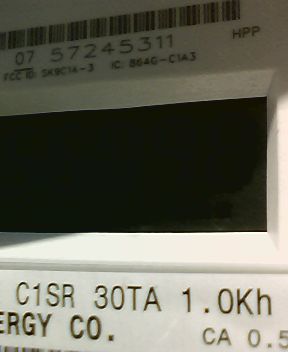 07 57245311 HPP
FCC ID: SK9C1A-3 IC: 864G-C1A3
C1SR 30TA 1.0Kh
ERGY CO.
CA 0.5